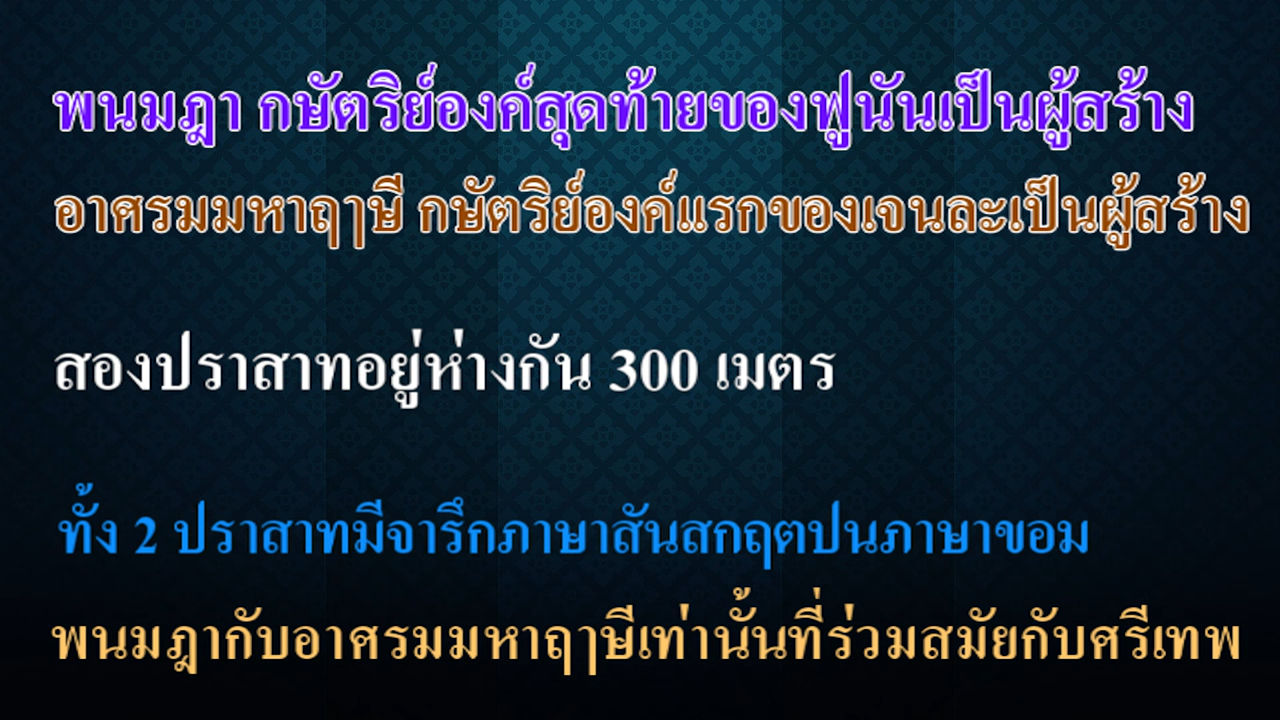 พนมฎา กษัตริย์องค์สุดท้ายของฟูนันเป็นผู้สร้าง
อาศรมมหาฤๅษี กษัตริย์องค์แรกของเจนละเป็นผู้สร้าง
สองปราสาทอยู่ห่างกัน 300 เมตร
ทั้ง 2 ปราสาทมีจารึกภาษาสันสกฤตปนภาษาขอม
พนมฎากับอาศรมมหาฤๅษีเท่านั้นที่ร่วมสมัยกับศรีเทพ